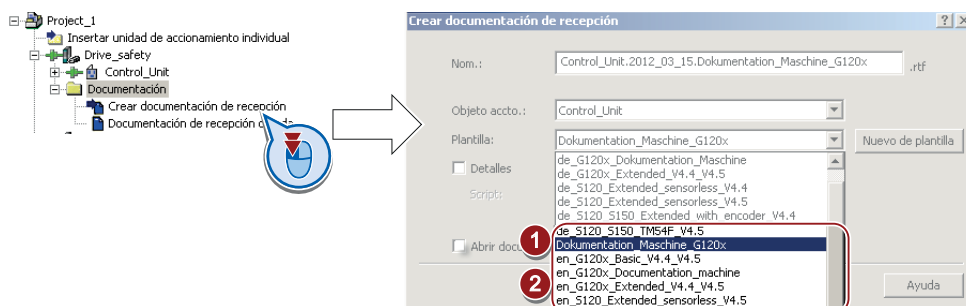 Project_1
Insertar unidad de accionamiento individual
Drive_safety
Control_Unit
Documentación
Crear documentación de recepción
Documentación de recepción
Crear documentación de recepción
Nom.: Control_Unit.2012_03_15.Dokumentation_Maschine_G120x .rtf
Objeto accto.: Control_Unit
Plantilla: Dokumentation_Maschine_G120x Nuevo de plantilla
Detalles
Script:
Abrir docu
de_G120x_Dokumentation_Maschine
de_G120x_Extended_V4.4_V4.5
de_S120_Extended_sensorless_V4.4
de_S120_Extended_sensorless_V4.5
de_S120_S150_Extended_with_encoder_V4.4
de_S120_S150_TM54F_V4.5
1 Dokumentation_Maschine_G120x
en_G120x_Basic_V4.4_V4.5
en_G120x_Documentation_machine
2 en_G120x_Extended_V4.4_V4.5
en_S120_Extended_sensorless_V4.5
Ayuda